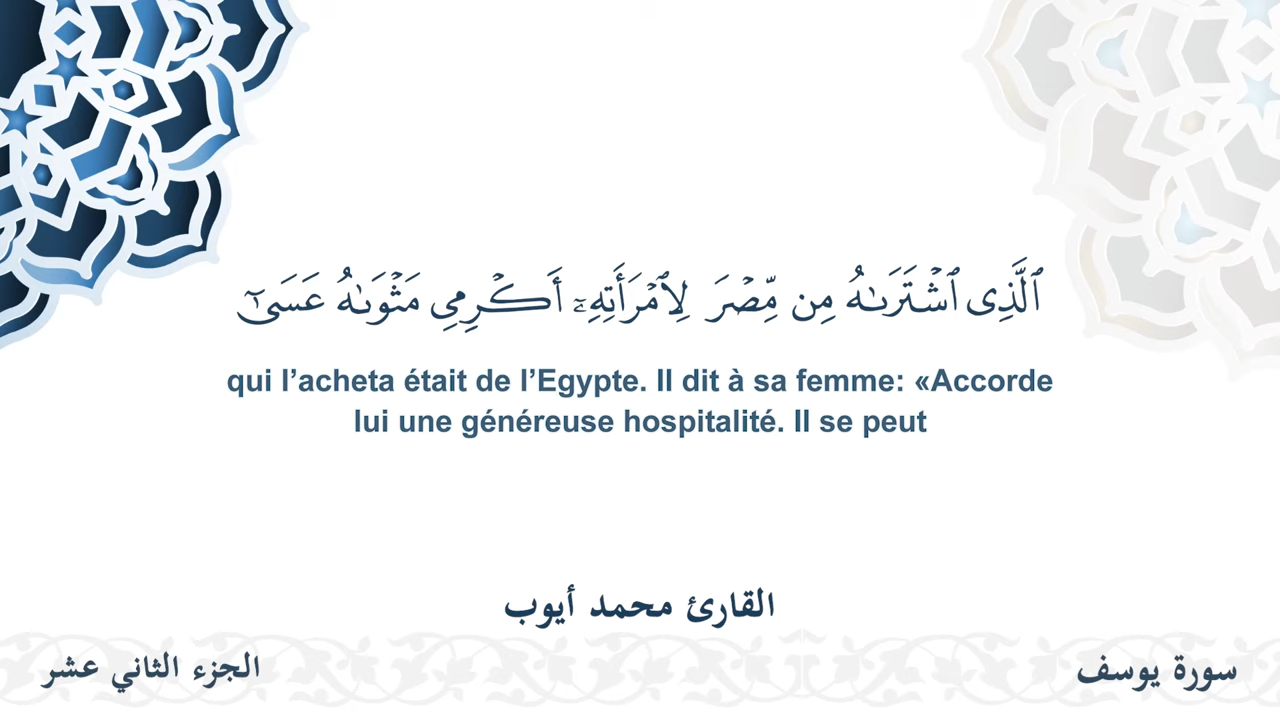 ٱلَّذِى ٱشۡتَرَىٰهُ مِن مِّصۡرَ لِٱمۡرَأَتِهِۦٓ أَكۡرِمِى مَثۡوَىٰهُ عَسَىٰٓ
qui l’acheta était de l’Egypte. Il dit à sa femme: «Accorde
lui une généreuse hospitalité. Il se peut
القارئ محمد أيوب
سورة يوسف
الجزء الثاني عشر